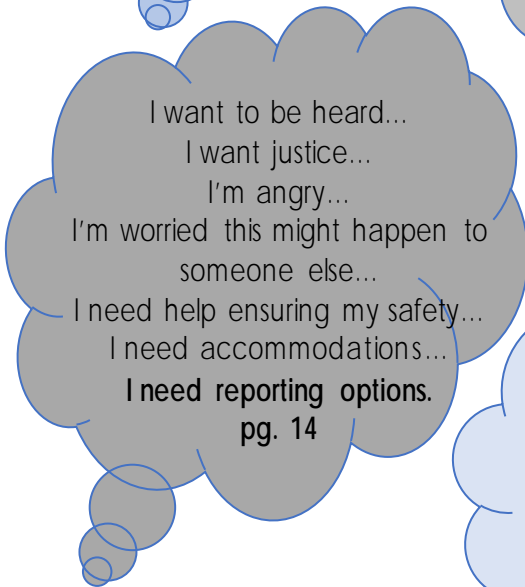 I want to be heard...
I want justice...
I'm angry...
I'm worried this might happen to
someone else...
I need help ensuring my safety...
I need accommodations...
I need reporting options.
pg. 14